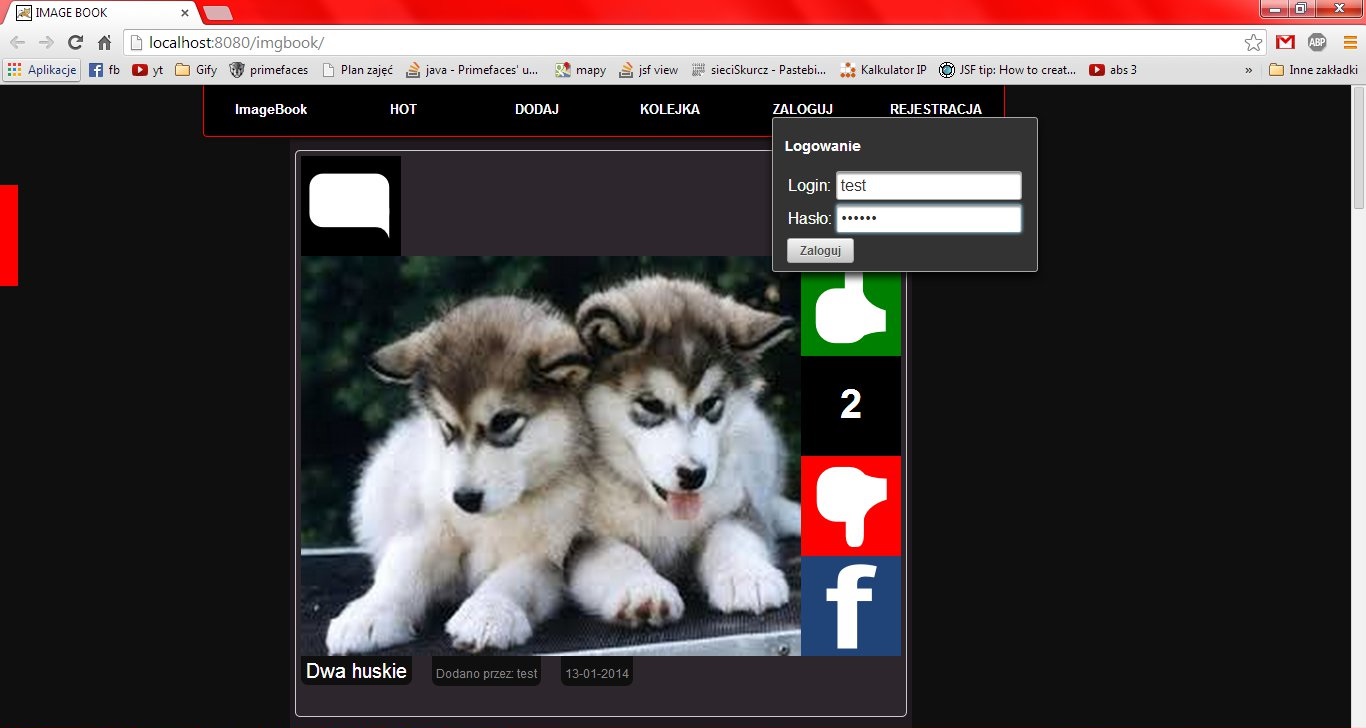 IMAGE BOOK
localhost:8080/imgbook/
ABP
Aplikacje fb yt Gify primefaces Plan zajęć java - Primefaces' u... mapy jsf view sieciSkurcz - Pastebi... Kalkulator IP JSF tip: How to creat... abs 3 » Inne zakładki
ImageBook HOT DODAJ KOLEJKA ZALOGUJ REJESTRACJA
Logowanie
Login: test
Hasło: ••••••
Zaloguj
2
f
Dwa huskie Dodano przez: test 13-01-2014